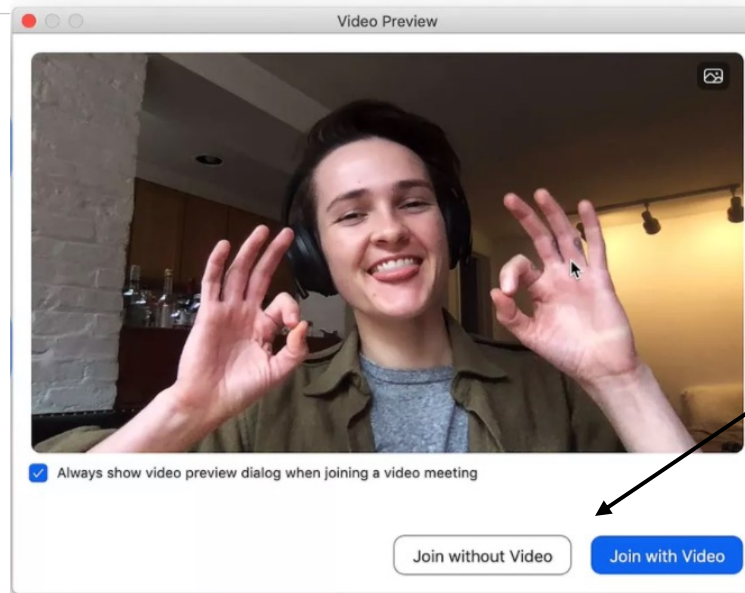 Video Preview
Always show video preview dialog when joining a video meeting
Join without Video
Join with Video